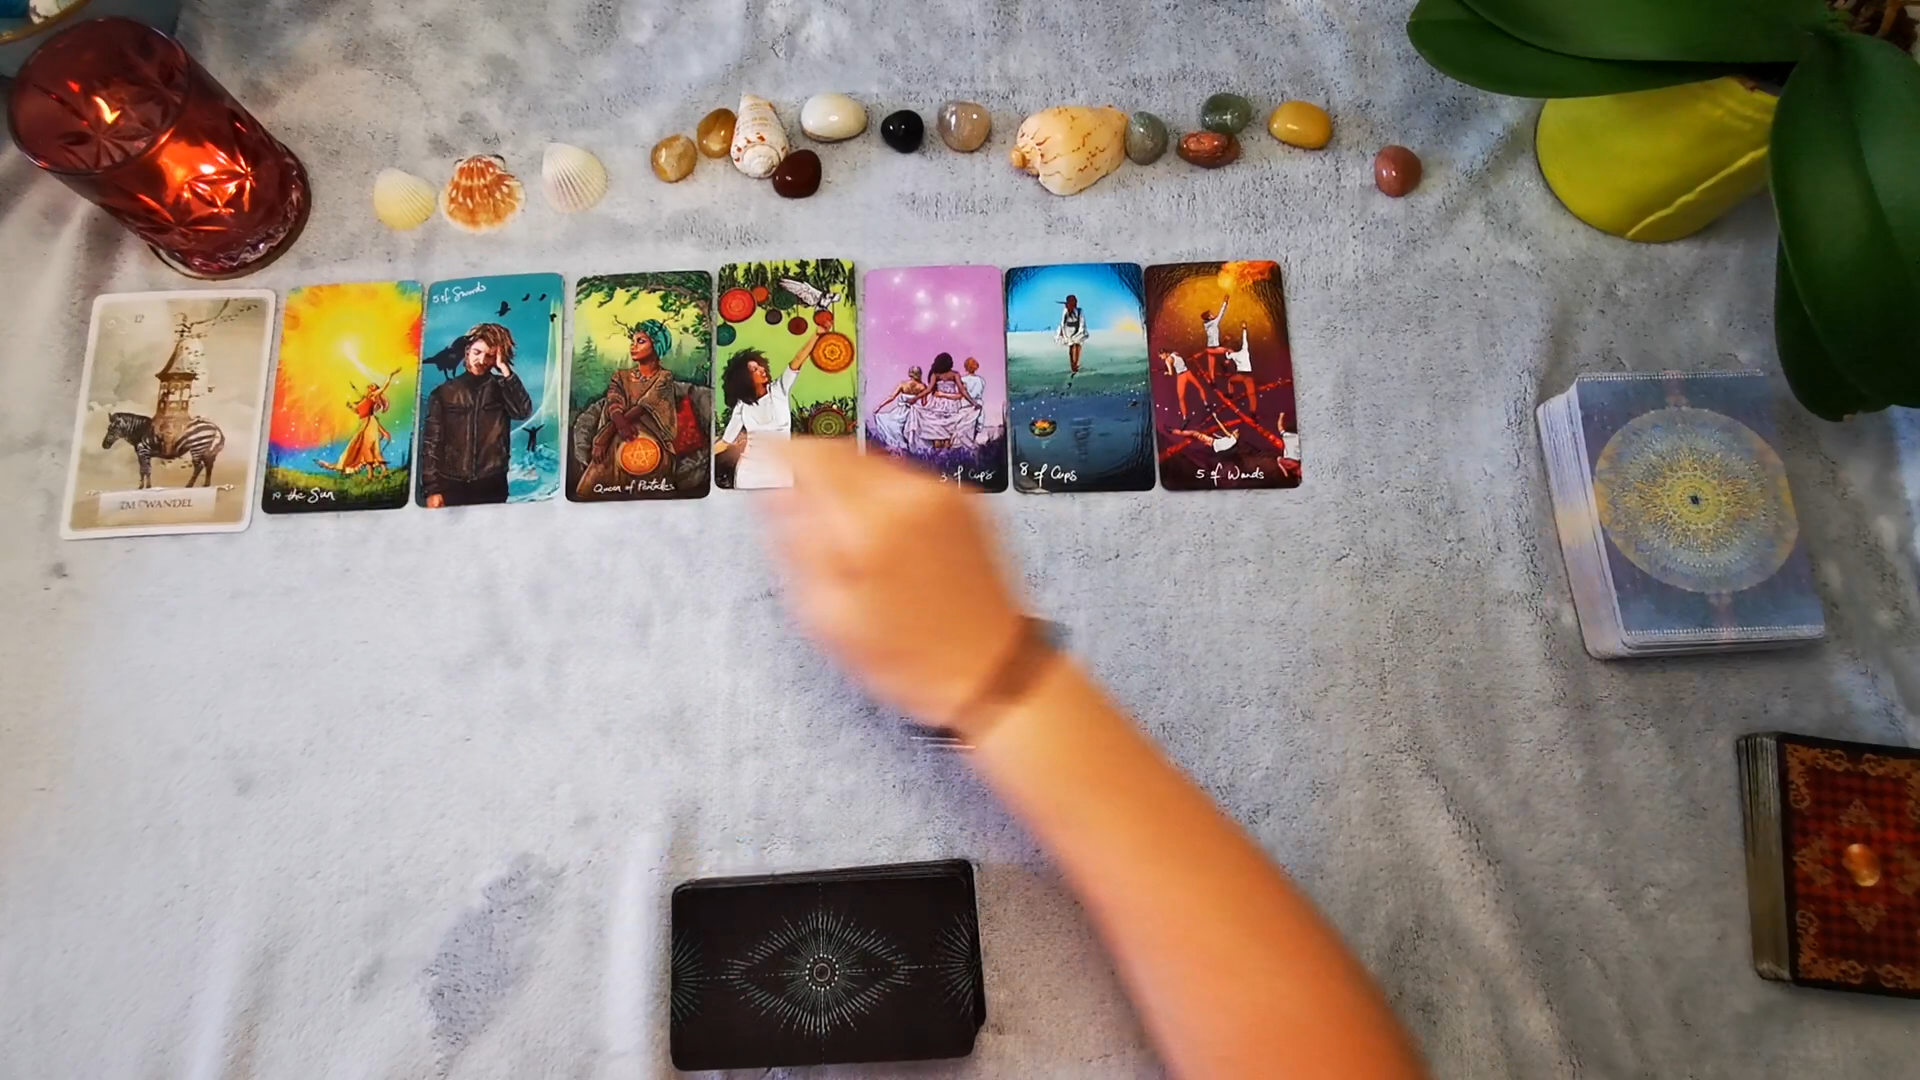 12
IM WANDEL
19 the Sun
5 of Swords
Queen of Pentacles
3 of Cups
8 of Cups
5 of Wands